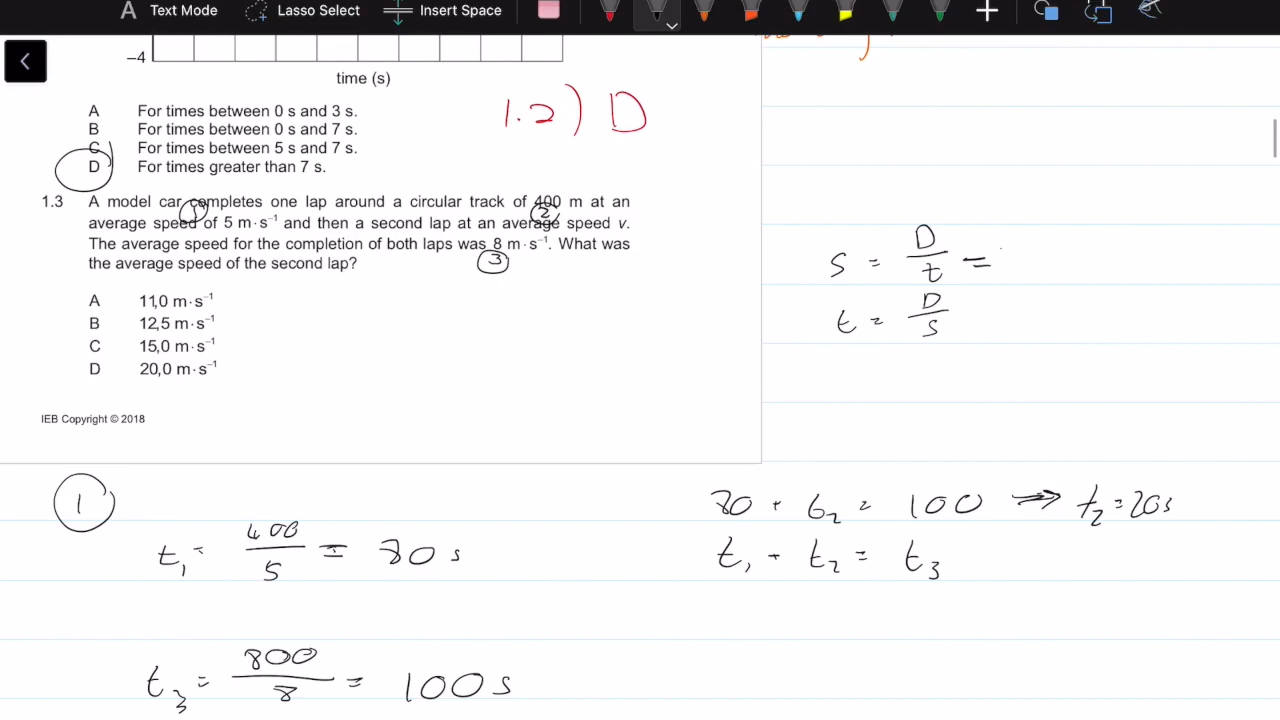 A Text Mode Lasso Select Insert Space
−4
time (s)
A For times between 0 s and 3 s.
B For times between 0 s and 7 s.
C For times between 5 s and 7 s.
D For times greater than 7 s.
1.2) D
1.3 A model car completes one lap around a circular track of 400 m at an
average speed of 5 m·s⁻¹ and then a second lap at an average speed v.
The average speed for the completion of both laps was 8 m·s⁻¹. What was
the average speed of the second lap?
1
2
3
A 11,0 m·s⁻¹
B 12,5 m·s⁻¹
C 15,0 m·s⁻¹
D 20,0 m·s⁻¹
IEB Copyright © 2018
s = D/t =
t = D/s
1
t₁ = 400/5 = 80 s
t₃ = 800/8 = 100 s
80 + t₂ = 100 ⇒ t₂ = 20s
t₁ + t₂ = t₃